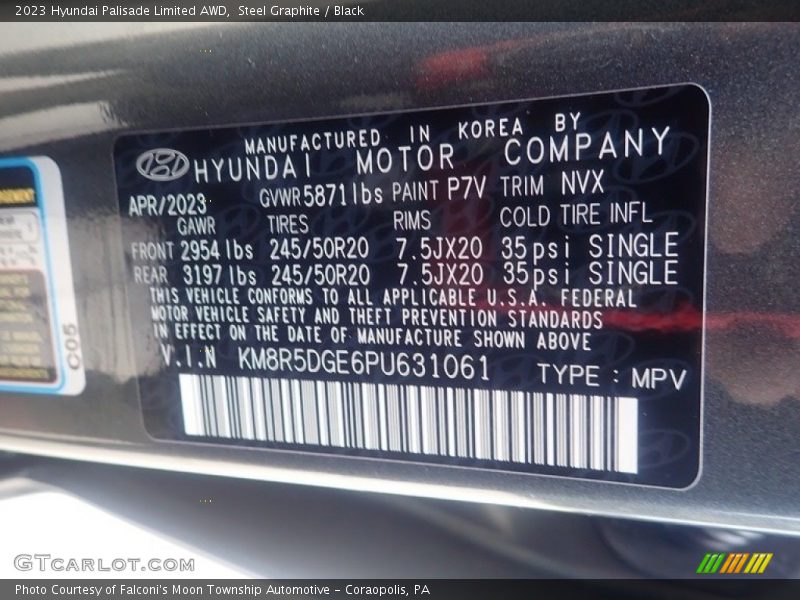 2023 Hyundai Palisade Limited AWD, Steel Graphite / Black
MANUFACTURED IN KOREA BY
HYUNDAI MOTOR COMPANY
APR/2023 GVWR 5871 lbs PAINT P7V TRIM NVX
GAWR TIRES RIMS COLD TIRE INFL
FRONT 2954 lbs 245/50R20 7.5JX20 35psi SINGLE
REAR 3197 lbs 245/50R20 7.5JX20 35psi SINGLE
THIS VEHICLE CONFORMS TO ALL APPLICABLE U.S.A. FEDERAL
MOTOR VEHICLE SAFETY AND THEFT PREVENTION STANDARDS
IN EFFECT ON THE DATE OF MANUFACTURE SHOWN ABOVE
V.I.N KM8R5DGE6PU631061 TYPE : MPV
C05
GTCARLOT.COM
Photo Courtesy of Falconi's Moon Township Automotive - Coraopolis, PA